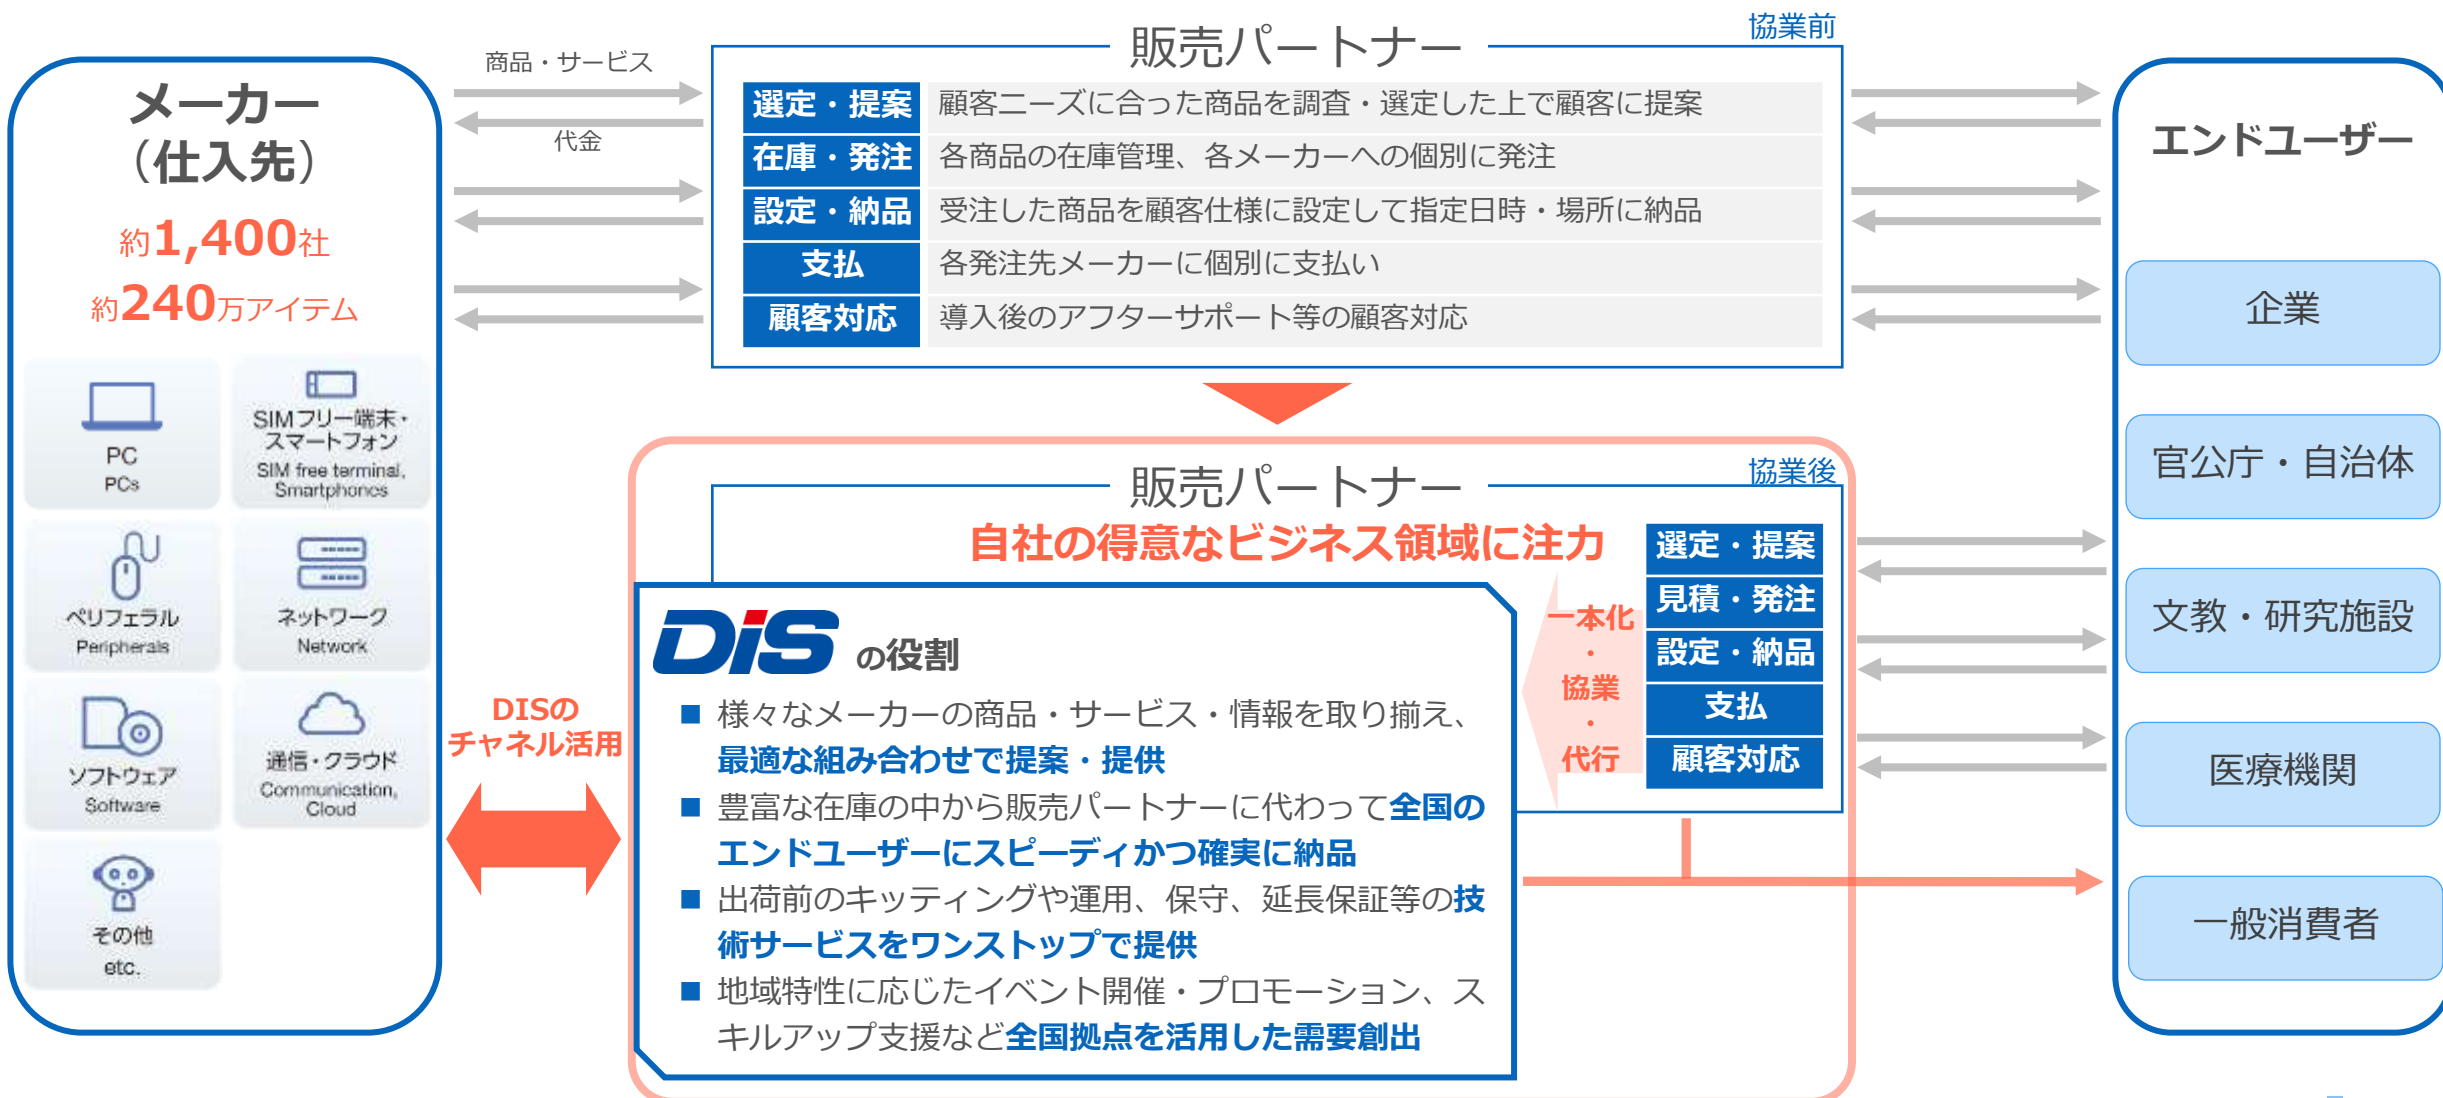 メーカー
（仕入先）
約1,400社
約240万アイテム
PC
PCs
SIMフリー端末・
スマートフォン
SIM free terminal,
Smartphones
ペリフェラル
Peripherals
ネットワーク
Network
ソフトウェア
Software
通信・クラウド
Communication,
Cloud
その他
etc.
商品・サービス
代金
販売パートナー
協業前
選定・提案 顧客ニーズに合った商品を調査・選定した上で顧客に提案
在庫・発注 各商品の在庫管理、各メーカーへの個別に発注
設定・納品 受注した商品を顧客仕様に設定して指定日時・場所に納品
支払 各発注先メーカーに個別に支払い
顧客対応 導入後のアフターサポート等の顧客対応
DISの
チャネル活用
販売パートナー
協業後
自社の得意なビジネス領域に注力
選定・提案
見積・発注
設定・納品
支払
顧客対応
一本化
・
協業
・
代行
DiS の役割
■ 様々なメーカーの商品・サービス・情報を取り揃え、
最適な組み合わせで提案・提供
■ 豊富な在庫の中から販売パートナーに代わって全国の
エンドユーザーにスピーディかつ確実に納品
■ 出荷前のキッティングや運用、保守、延長保証等の技
術サービスをワンストップで提供
■ 地域特性に応じたイベント開催・プロモーション、ス
キルアップ支援など全国拠点を活用した需要創出
エンドユーザー
企業
官公庁・自治体
文教・研究施設
医療機関
一般消費者